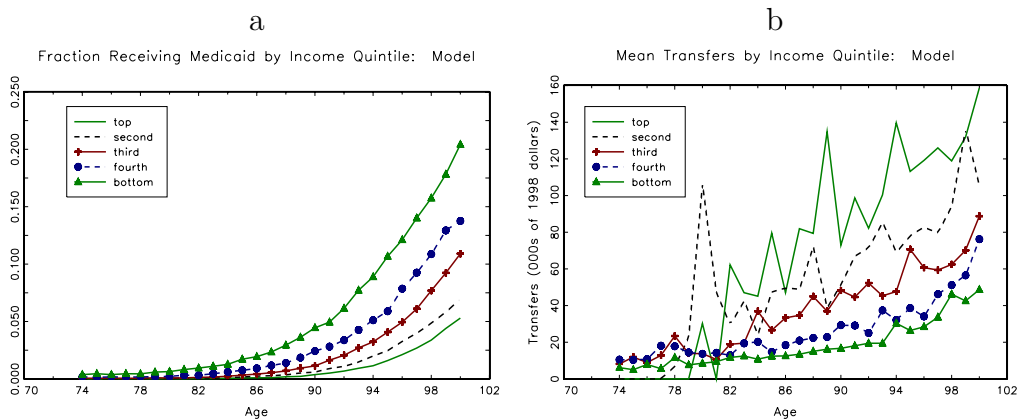 a
Fraction Receiving Medicaid by Income Quintile: Model
0.250
0.200
0.150
0.100
0.050
0.000
top
second
third
fourth
bottom
70 74 78 82 86 90 94 98 102
Age
b
Mean Transfers by Income Quintile: Model
Transfers (000s of 1998 dollars)
160
140
120
100
80
60
40
20
0
top
second
third
fourth
bottom
70 74 78 82 86 90 94 98 102
Age